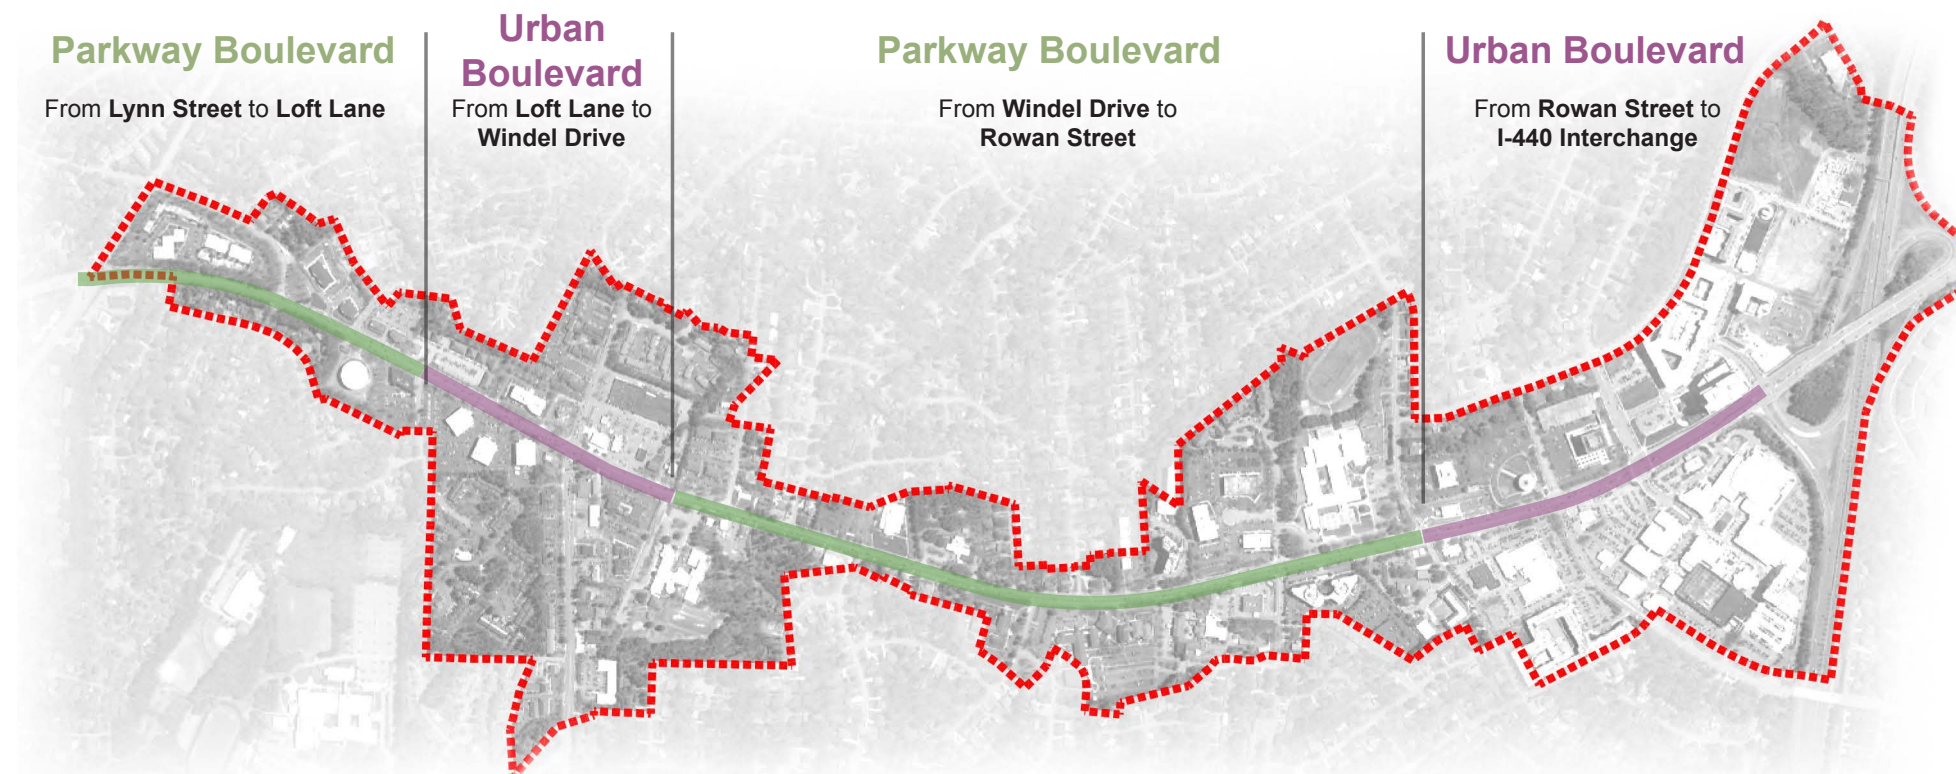 Parkway Boulevard
From Lynn Street to Loft Lane
Urban
Boulevard
From Loft Lane to
Windel Drive
Parkway Boulevard
From Windel Drive to
Rowan Street
Urban Boulevard
From Rowan Street to
I-440 Interchange